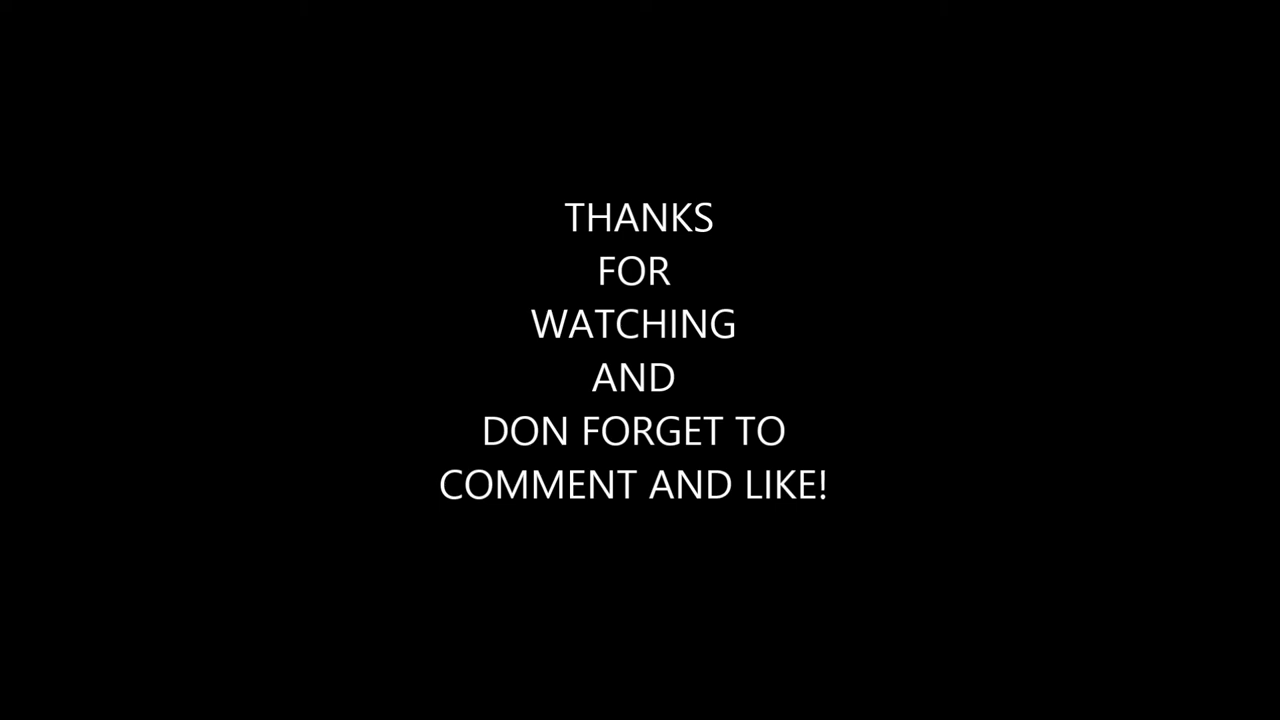 THANKS
FOR
WATCHING
AND
DON FORGET TO
COMMENT AND LIKE!